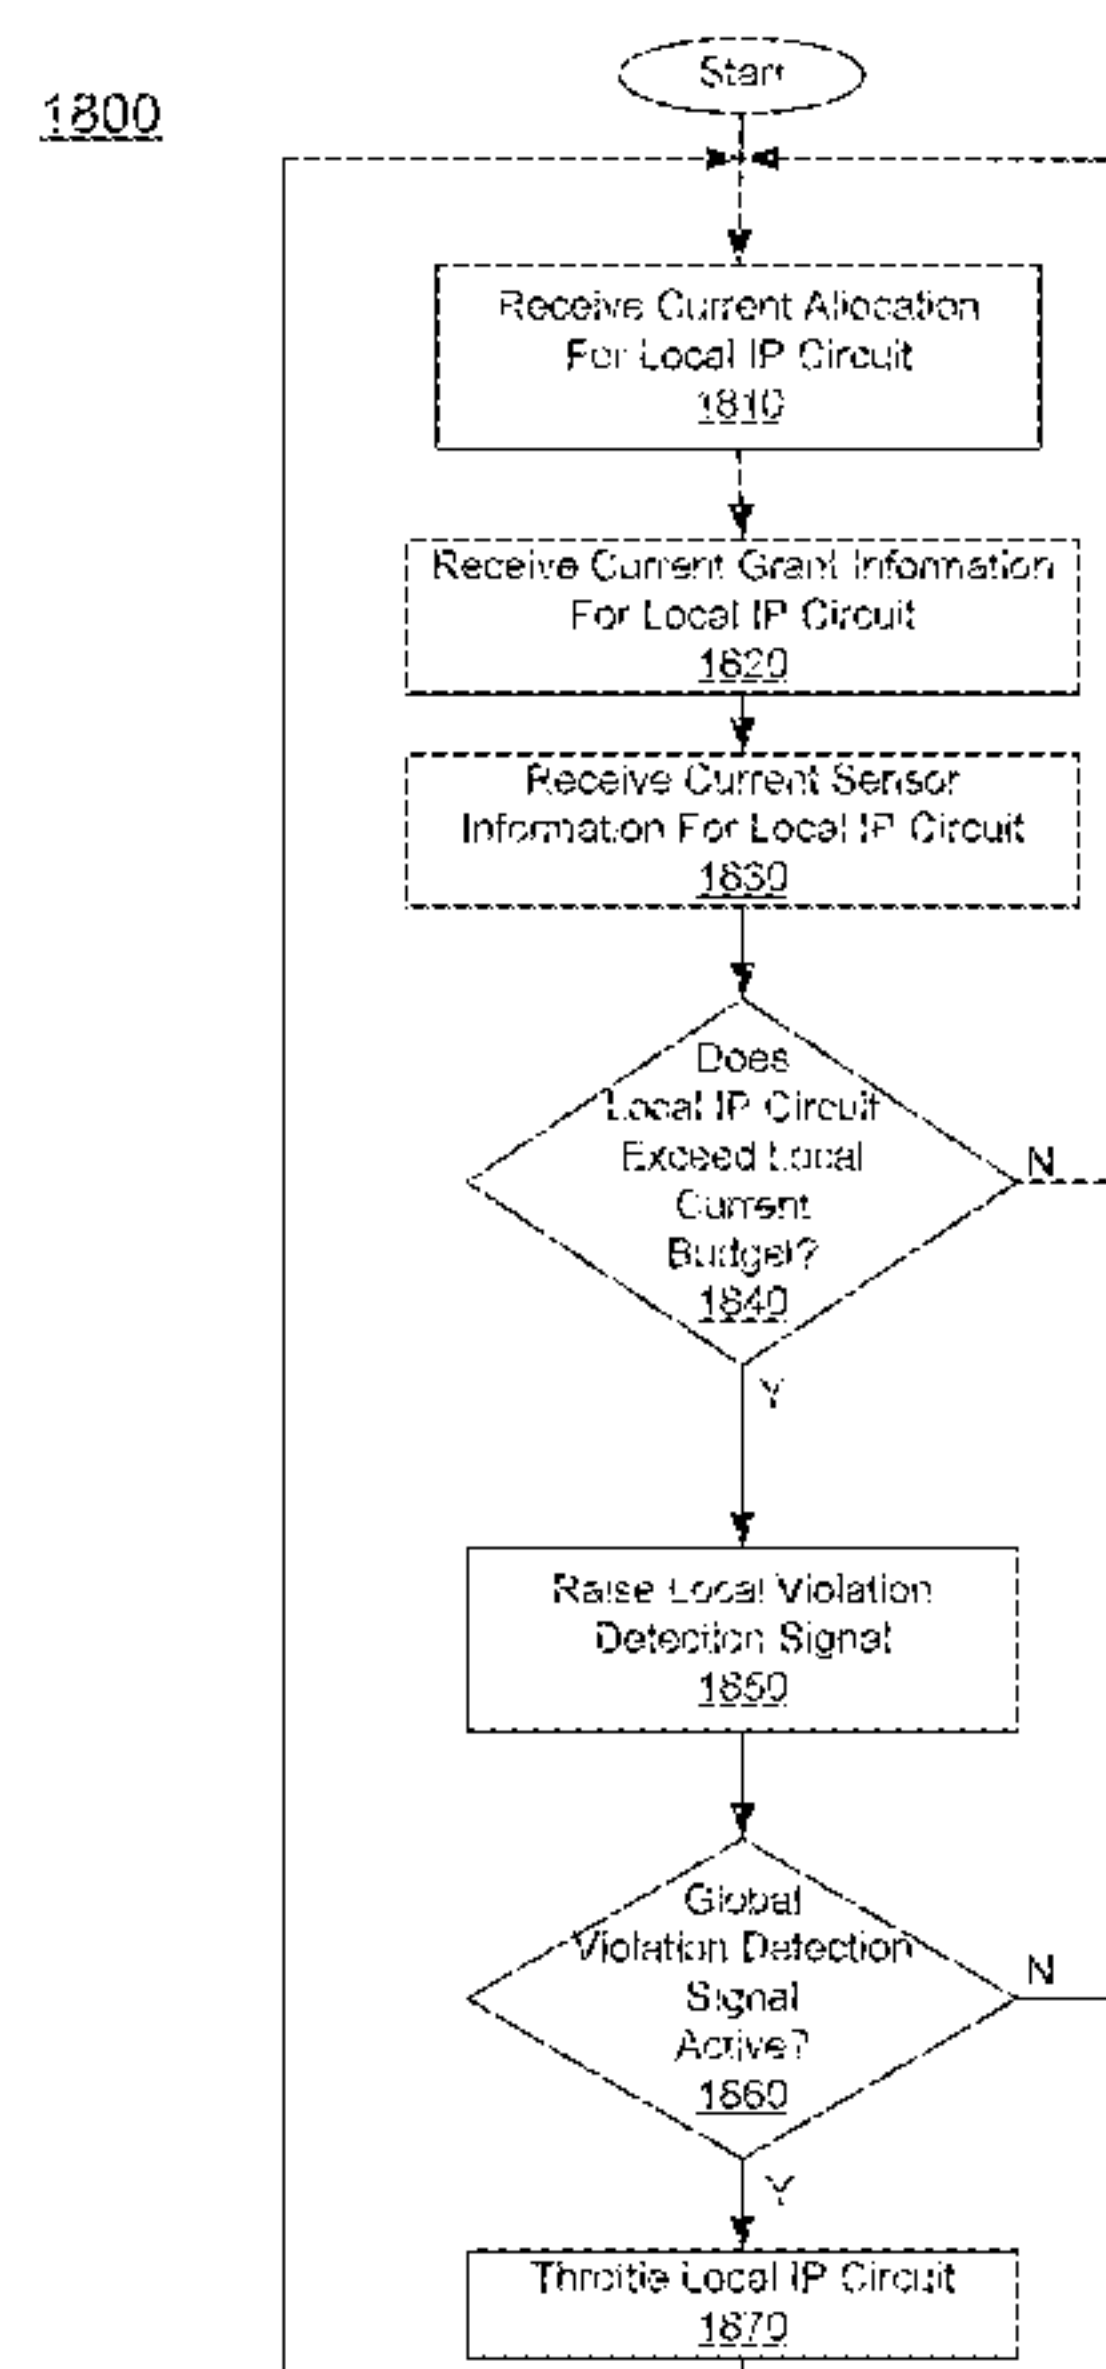 1800
Start
Receive Current Allocation
For Local IP Circuit
1810
Receive Current Grant Information
For Local IP Circuit
1820
Receive Current Sensor
Information For Local IP Circuit
1830
Does
Local IP Circuit
Exceed Local
Current
Budget?
1840
N
Y
Raise Local Violation
Detection Signal
1850
Global
Violation Detection
Signal
Active?
1860
N
Y
Throttle Local IP Circuit
1870